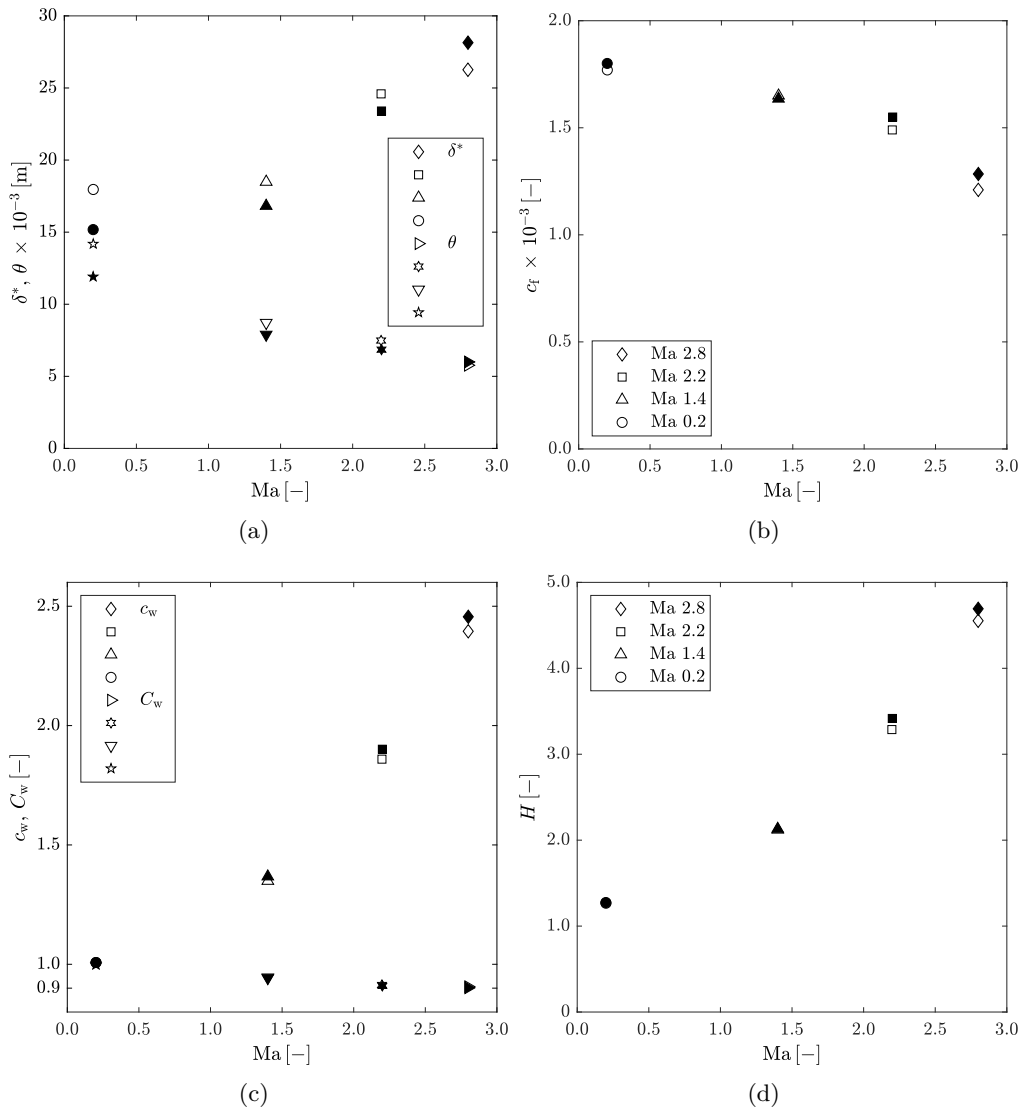 30
25
20
15
10
5
0
0.0 0.5 1.0 1.5 2.0 2.5 3.0
δ*, θ × 10⁻³ [m]
Ma [−]
δ*
θ
(a)
2.0
1.5
1.0
0.5
0.0
0.0 0.5 1.0 1.5 2.0 2.5 3.0
c_f × 10⁻³ [−]
Ma [−]
Ma 2.8
Ma 2.2
Ma 1.4
Ma 0.2
(b)
2.5
2.0
1.5
1.0
0.9
0.0 0.5 1.0 1.5 2.0 2.5 3.0
c_w, C_w [−]
Ma [−]
c_w
C_w
(c)
5.0
4.0
3.0
2.0
1.0
0
0.0 0.5 1.0 1.5 2.0 2.5 3.0
H [−]
Ma [−]
Ma 2.8
Ma 2.2
Ma 1.4
Ma 0.2
(d)